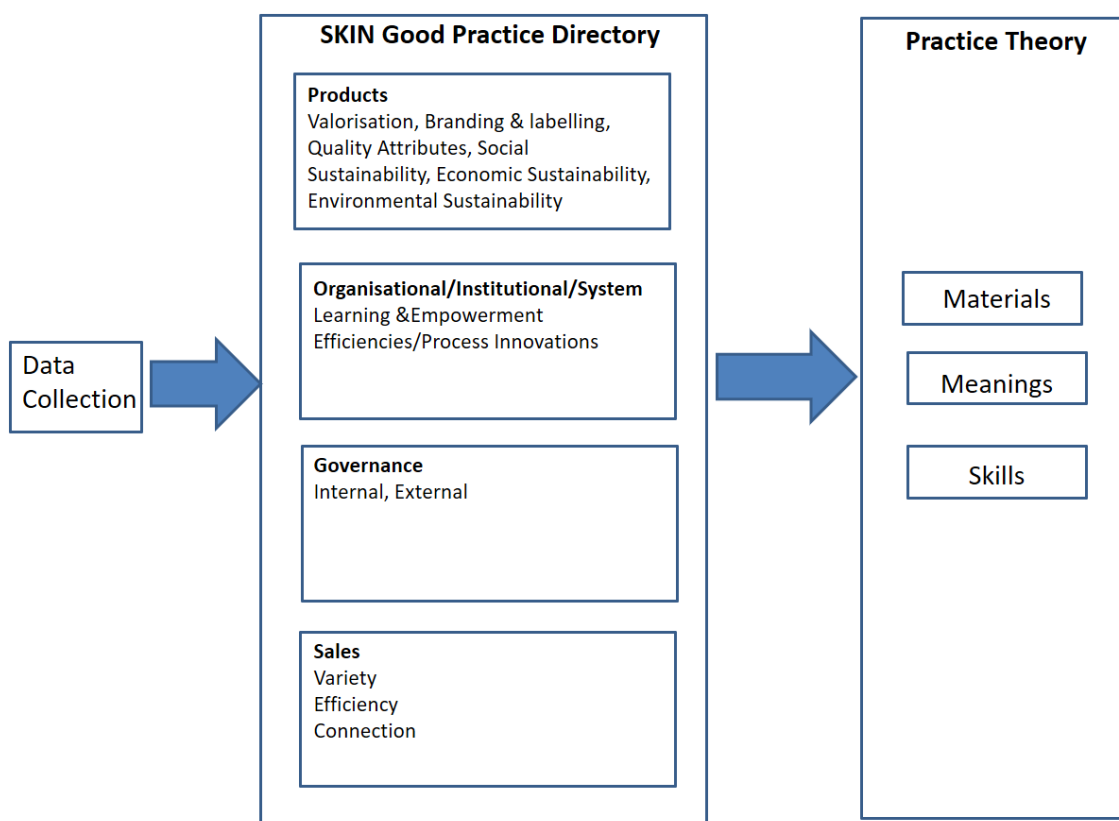 SKIN Good Practice Directory
Products
Valorisation, Branding & labelling,
Quality Attributes, Social
Sustainability, Economic Sustainability,
Environmental Sustainability
Organisational/Institutional/System
Learning &Empowerment
Efficiencies/Process Innovations
Governance
Internal, External
Sales
Variety
Efficiency
Connection
Data
Collection
Practice Theory
Materials
Meanings
Skills